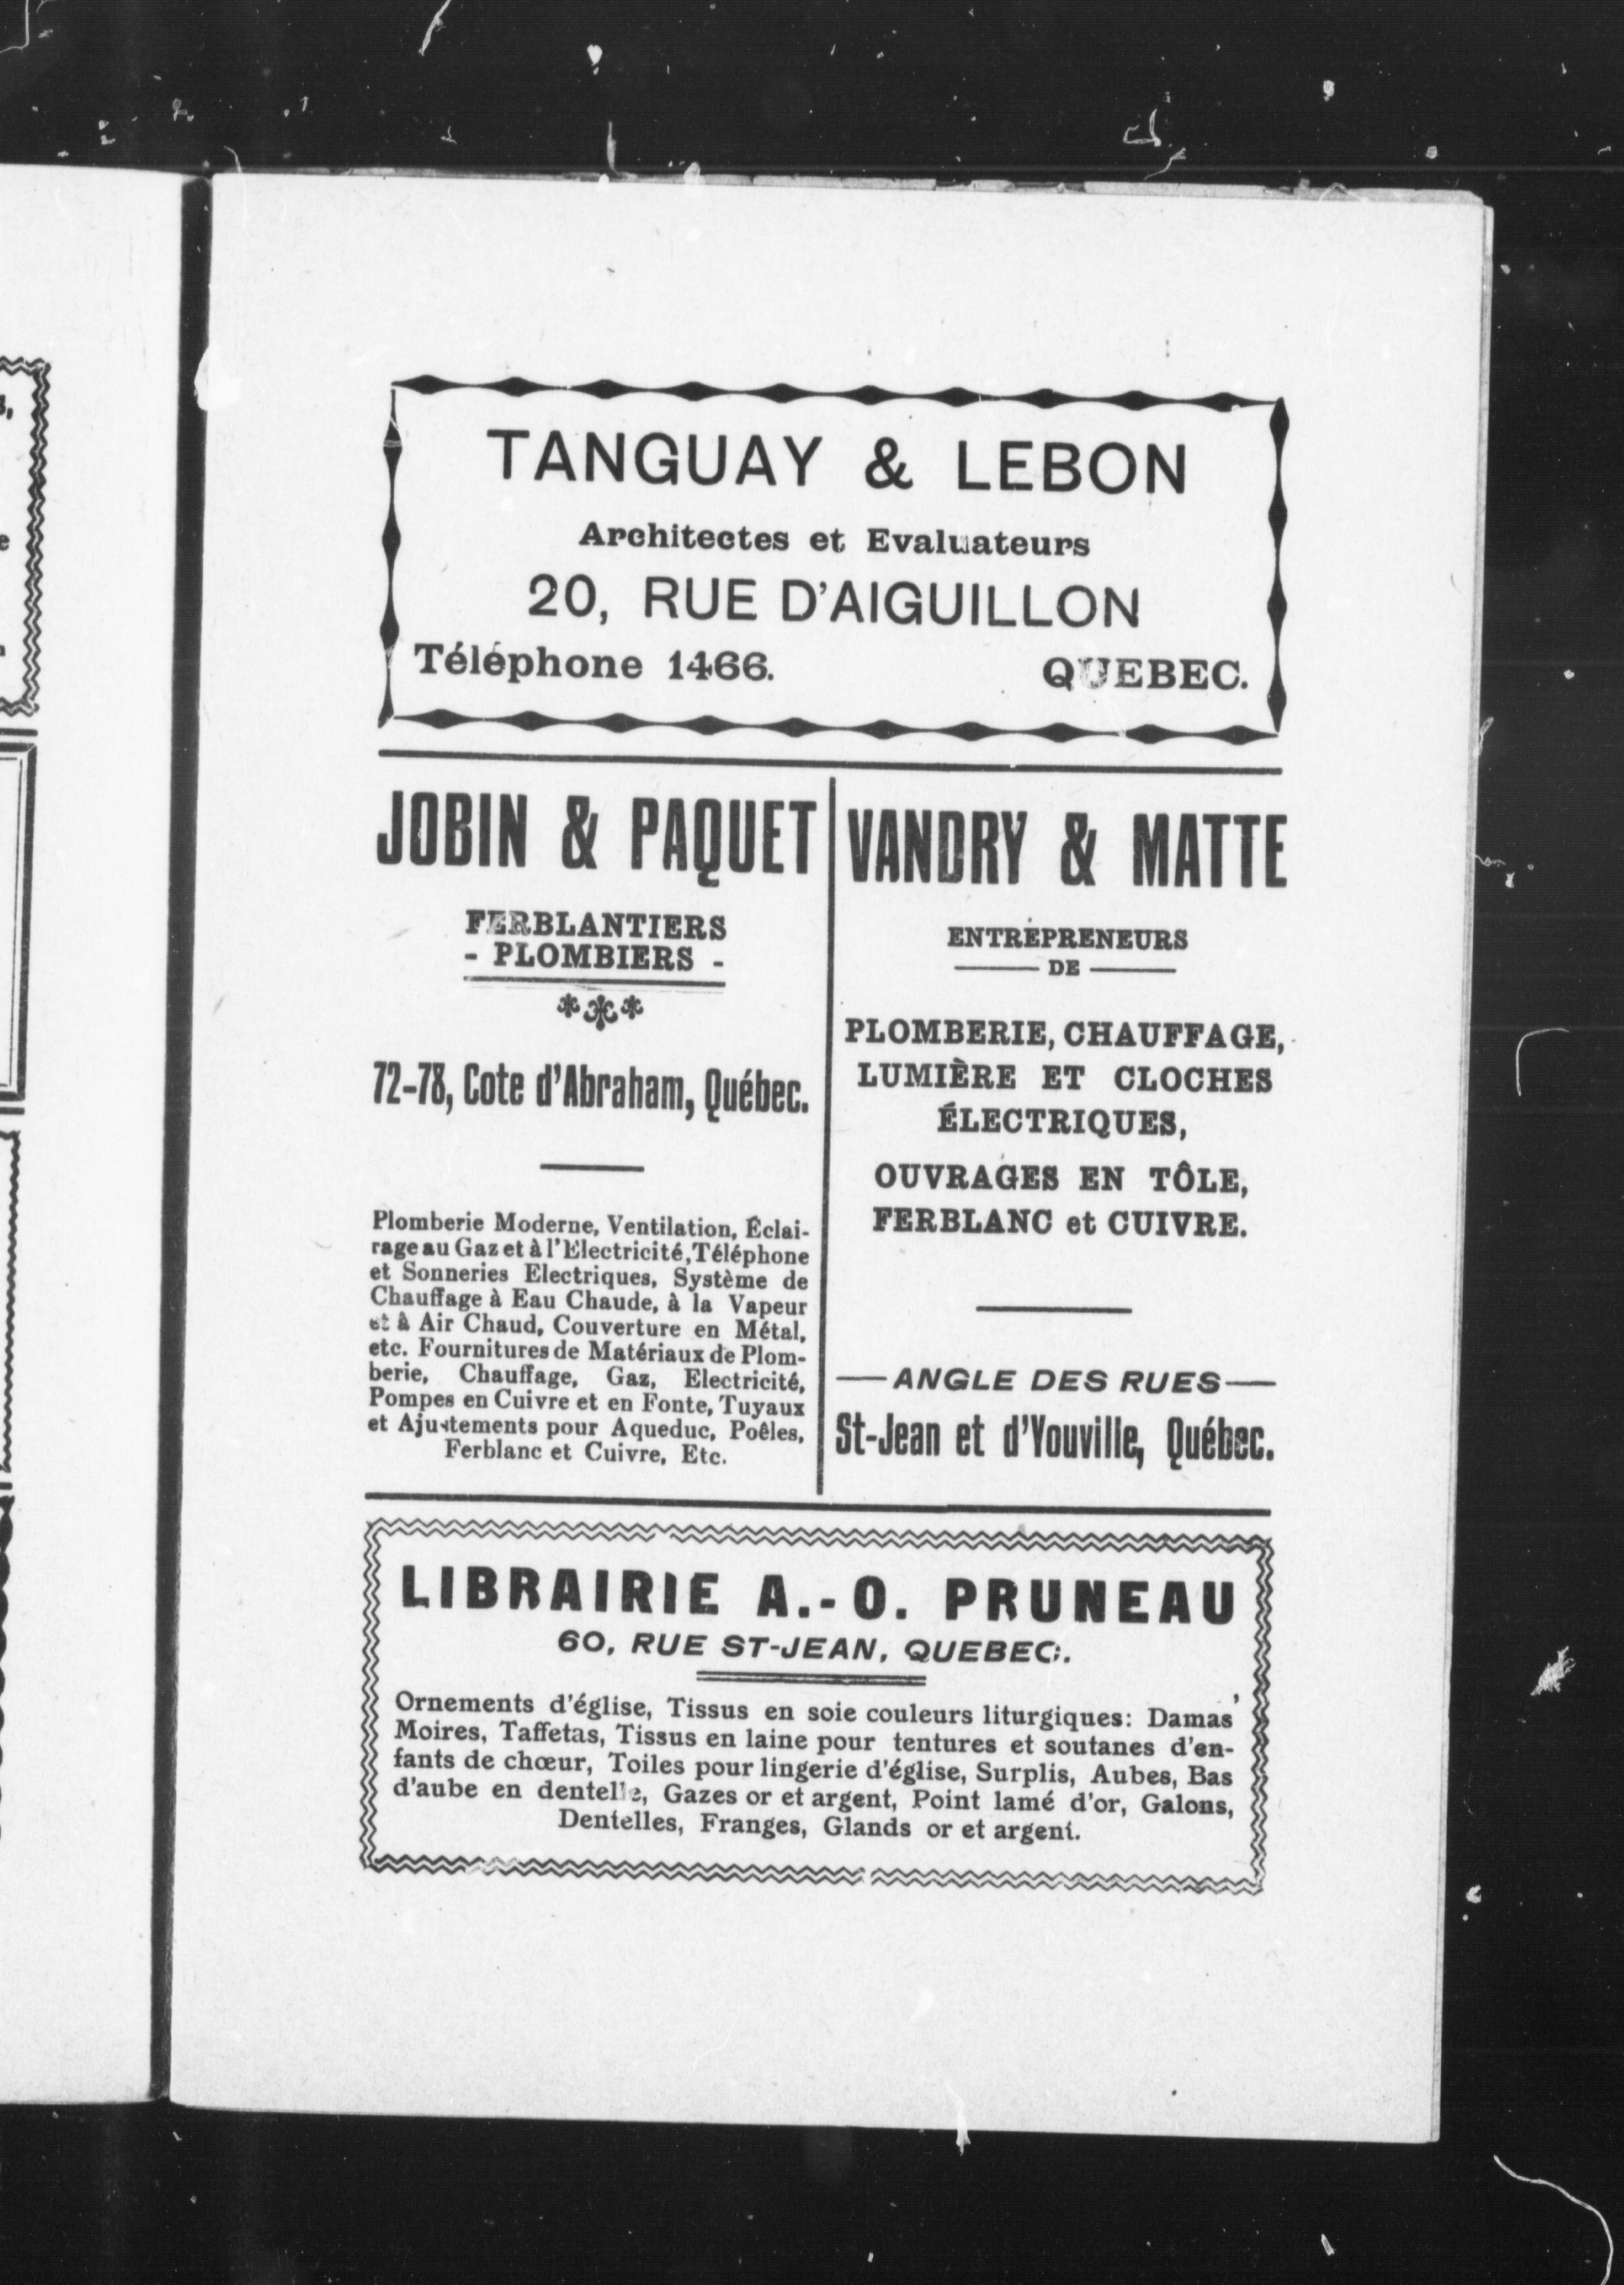 TANGUAY & LEBON
Architectes et Evaluateurs
20, RUE D'AIGUILLON
Téléphone 1466. QUEBEC.
JOBIN & PAQUET
FERBLANTIERS
- PLOMBIERS -
72-78, Cote d'Abraham, Québec.
Plomberie Moderne, Ventilation, Éclai-
rage au Gaz et à l'Electricité, Téléphone
et Sonneries Electriques, Système de
Chauffage à Eau Chaude, à la Vapeur
et à Air Chaud, Couverture en Métal,
etc. Fournitures de Matériaux de Plom-
berie, Chauffage, Gaz, Electricité,
Pompes en Cuivre et en Fonte, Tuyaux
et Ajustements pour Aqueduc, Poêles,
Ferblanc et Cuivre, Etc.
VANDRY & MATTE
ENTREPRENEURS
DE
PLOMBERIE, CHAUFFAGE,
LUMIÈRE ET CLOCHES
ÉLECTRIQUES,
OUVRAGES EN TÔLE,
FERBLANC et CUIVRE.
—ANGLE DES RUES—
St-Jean et d'Youville, Québec.
LIBRAIRIE A.-O. PRUNEAU
60, RUE ST-JEAN, QUEBEC.
Ornements d'église, Tissus en soie couleurs liturgiques: Damas'
Moires, Taffetas, Tissus en laine pour tentures et soutanes d'en-
fants de chœur, Toiles pour lingerie d'église, Surplis, Aubes, Bas
d'aube en dentelle, Gazes or et argent, Point lamé d'or, Galons,
Dentelles, Franges, Glands or et argent.